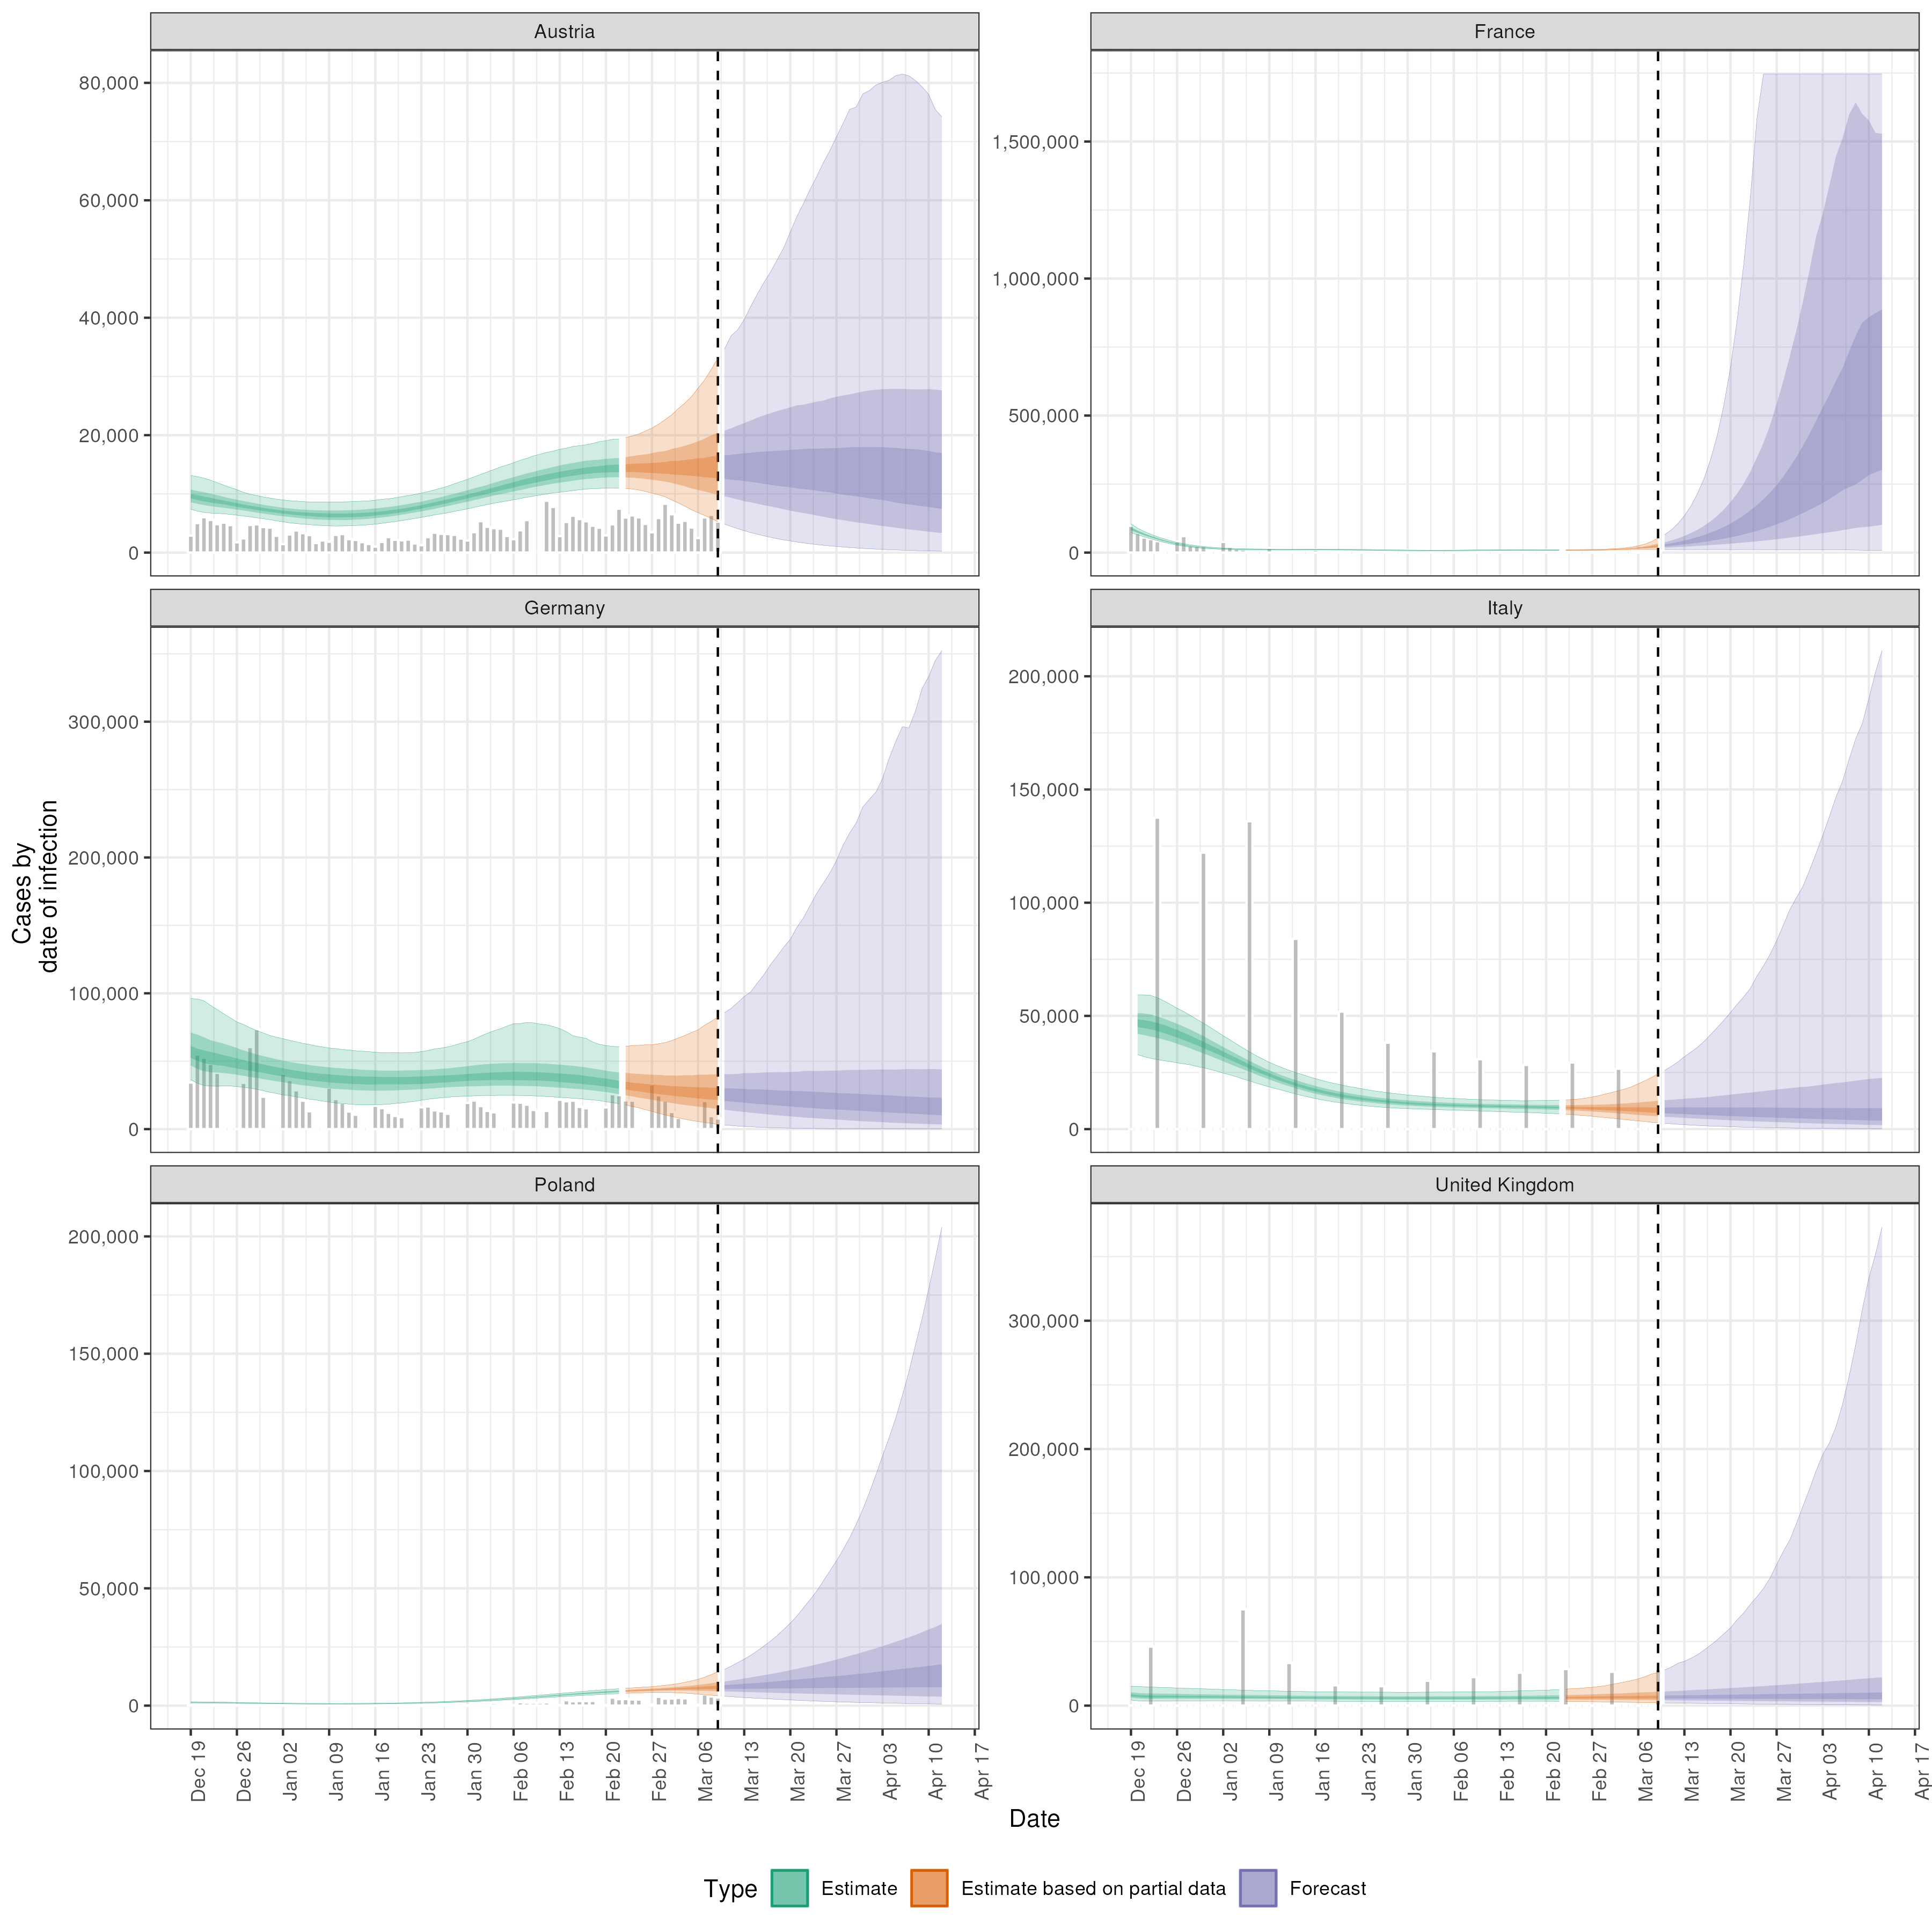 Austria
France
80,000
60,000
40,000
20,000
0
1,500,000
1,000,000
500,000
0
Germany
Italy
Cases by
date of infection
300,000
200,000
100,000
0
200,000
150,000
100,000
50,000
0
Poland
United Kingdom
200,000
150,000
100,000
50,000
0
300,000
200,000
100,000
0
Dec 19
Dec 26
Jan 02
Jan 09
Jan 16
Jan 23
Jan 30
Feb 06
Feb 13
Feb 20
Feb 27
Mar 06
Mar 13
Mar 20
Mar 27
Apr 03
Apr 10
Apr 17
Dec 19
Dec 26
Jan 02
Jan 09
Jan 16
Jan 23
Jan 30
Feb 06
Feb 13
Feb 20
Feb 27
Mar 06
Mar 13
Mar 20
Mar 27
Apr 03
Apr 10
Apr 17
Date
Type Estimate Estimate based on partial data Forecast